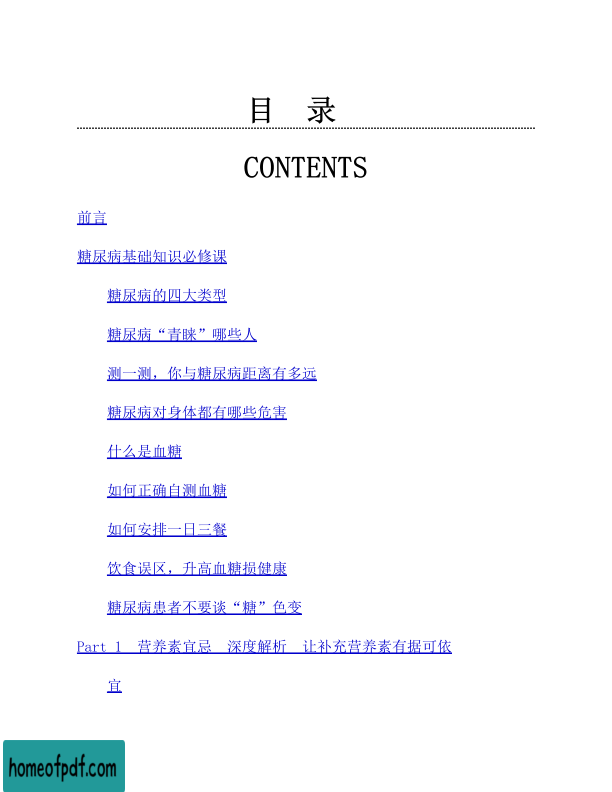 目 录
CONTENTS
前言
糖尿病基础知识必修课
糖尿病的四大类型
糖尿病“青睐”哪些人
测一测，你与糖尿病距离有多远
糖尿病对身体都有哪些危害
什么是血糖
如何正确自测血糖
如何安排一日三餐
饮食误区，升高血糖损健康
糖尿病患者不要谈“糖”色变
Part 1 营养素宜忌 深度解析 让补充营养素有据可依
宜
homeofpdf.com